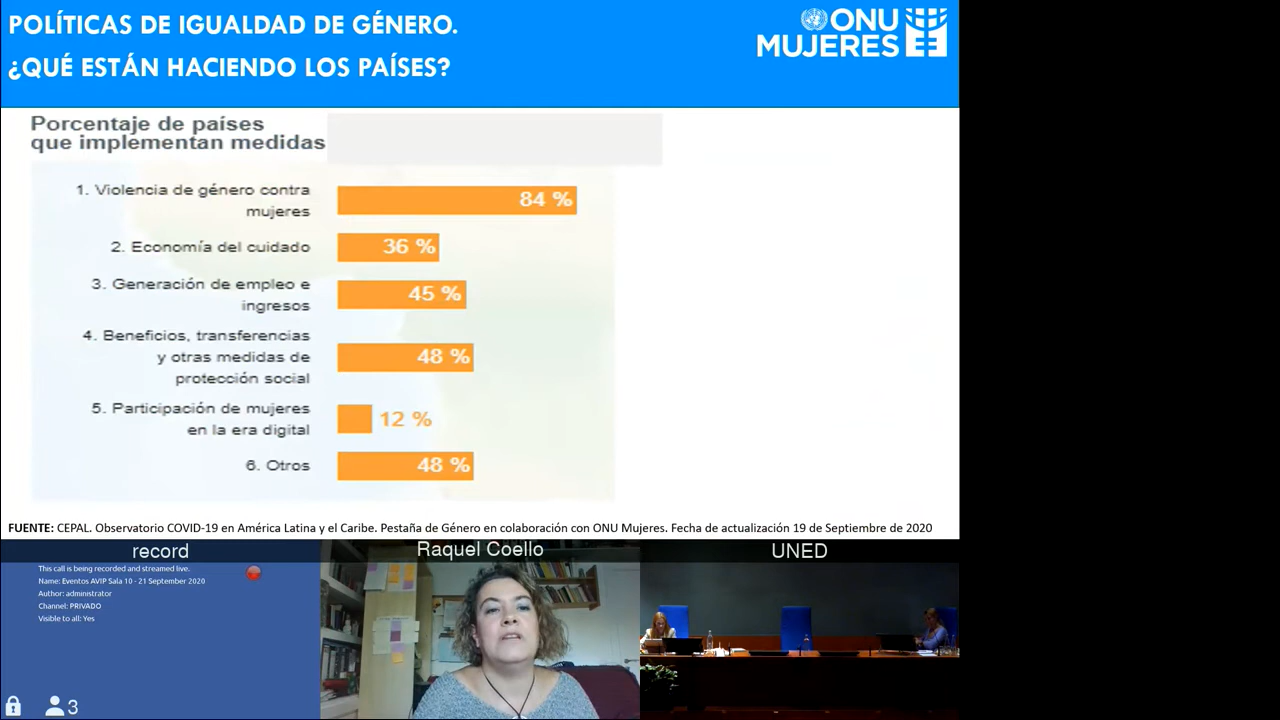 POLÍTICAS DE IGUALDAD DE GÉNERO.
¿QUÉ ESTÁN HACIENDO LOS PAÍSES?
ONU
MUJERES
Porcentaje de países
que implementan medidas
1. Violencia de género contra
mujeres
84 %
2. Economía del cuidado
36 %
3. Generación de empleo e
ingresos
45 %
4. Beneficios, transferencias
y otras medidas de
protección social
48 %
5. Participación de mujeres
en la era digital
12 %
6. Otros
48 %
FUENTE: CEPAL. Observatorio COVID-19 en América Latina y el Caribe. Pestaña de Género en colaboración con ONU Mujeres. Fecha de actualización 19 de Septiembre de 2020
record
This call is being recorded and streamed live.
Name: Eventos AVIP Sala 10 - 21 September 2020
Author: administrator
Channel: PRIVADO
Visible to all: Yes
3
Raquel Coello
UNED